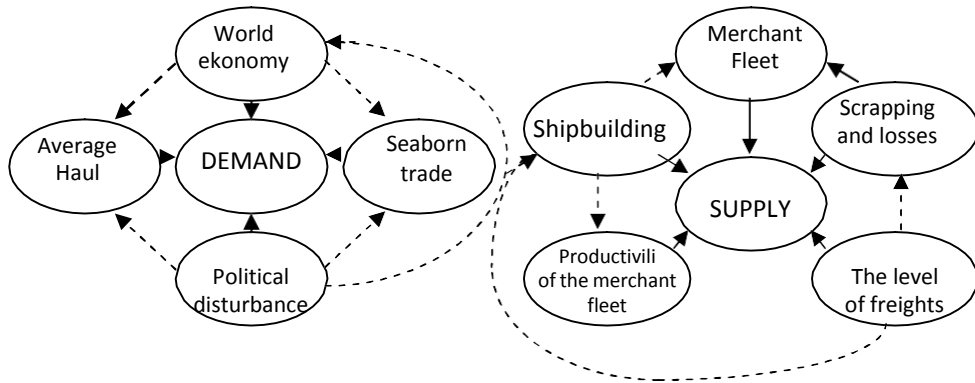 World
ekonomy
Average
Haul
DEMAND
Seaborn
trade
Political
disturbance
Merchant
Fleet
Shipbuilding
Scrapping
and losses
SUPPLY
Productivili
of the merchant
fleet
The level
of freights